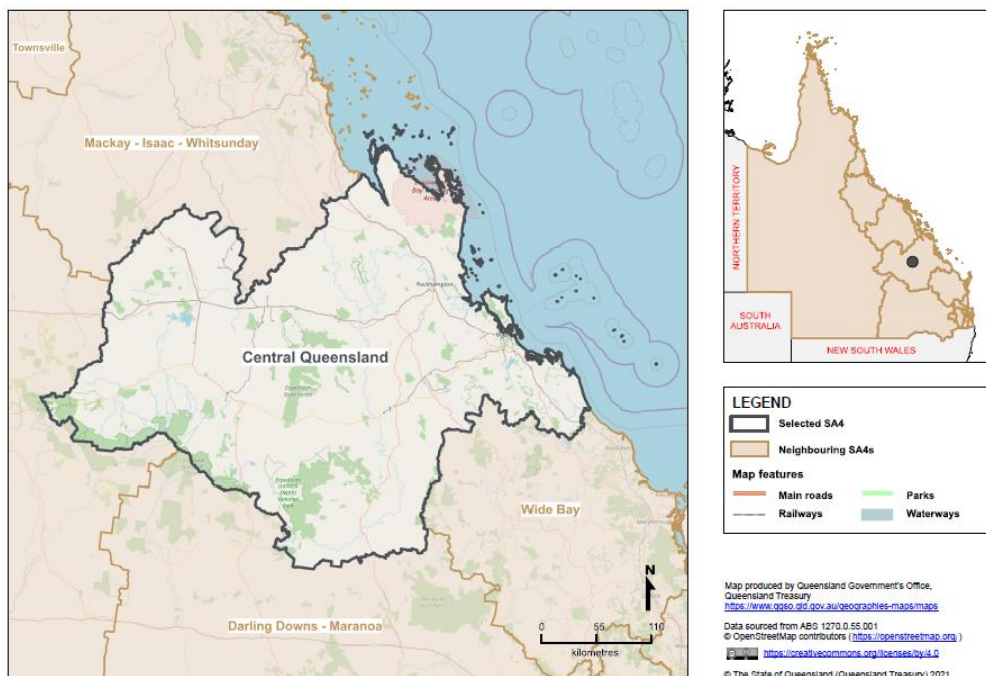 Townsville
Mackay - Isaac - Whitsunday
Bay
Area
Rockhampton
Central Queensland
Wide Bay
Darling Downs - Maranoa
N
0 55 110
kilometres
NORTHERN TERRITORY
SOUTH
AUSTRALIA
NEW SOUTH WALES
LEGEND
Selected SA4
Neighbouring SA4s
Map features
Main roads
Parks
Railways
Waterways
Map produced by Queensland Government's Office,
Queensland Treasury
https://www.qgso.qld.gov.au/geographies-maps/maps
Data sourced from ABS 1270.0.55.001
© OpenStreetMap contributors (https://openstreetmap.org/)
https://creativecommons.org/licenses/by/4.0
© The State of Queensland (Queensland Treasury) 2021